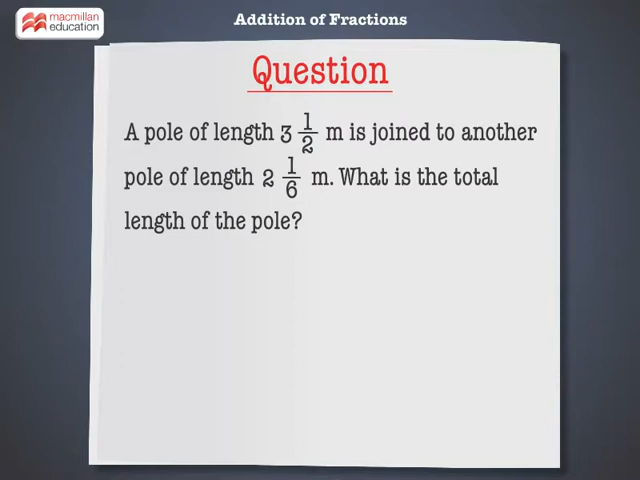 macmillan
education
Addition of Fractions
Question
A pole of length 3 1/2 m is joined to another
pole of length 2 1/6 m. What is the total
length of the pole?